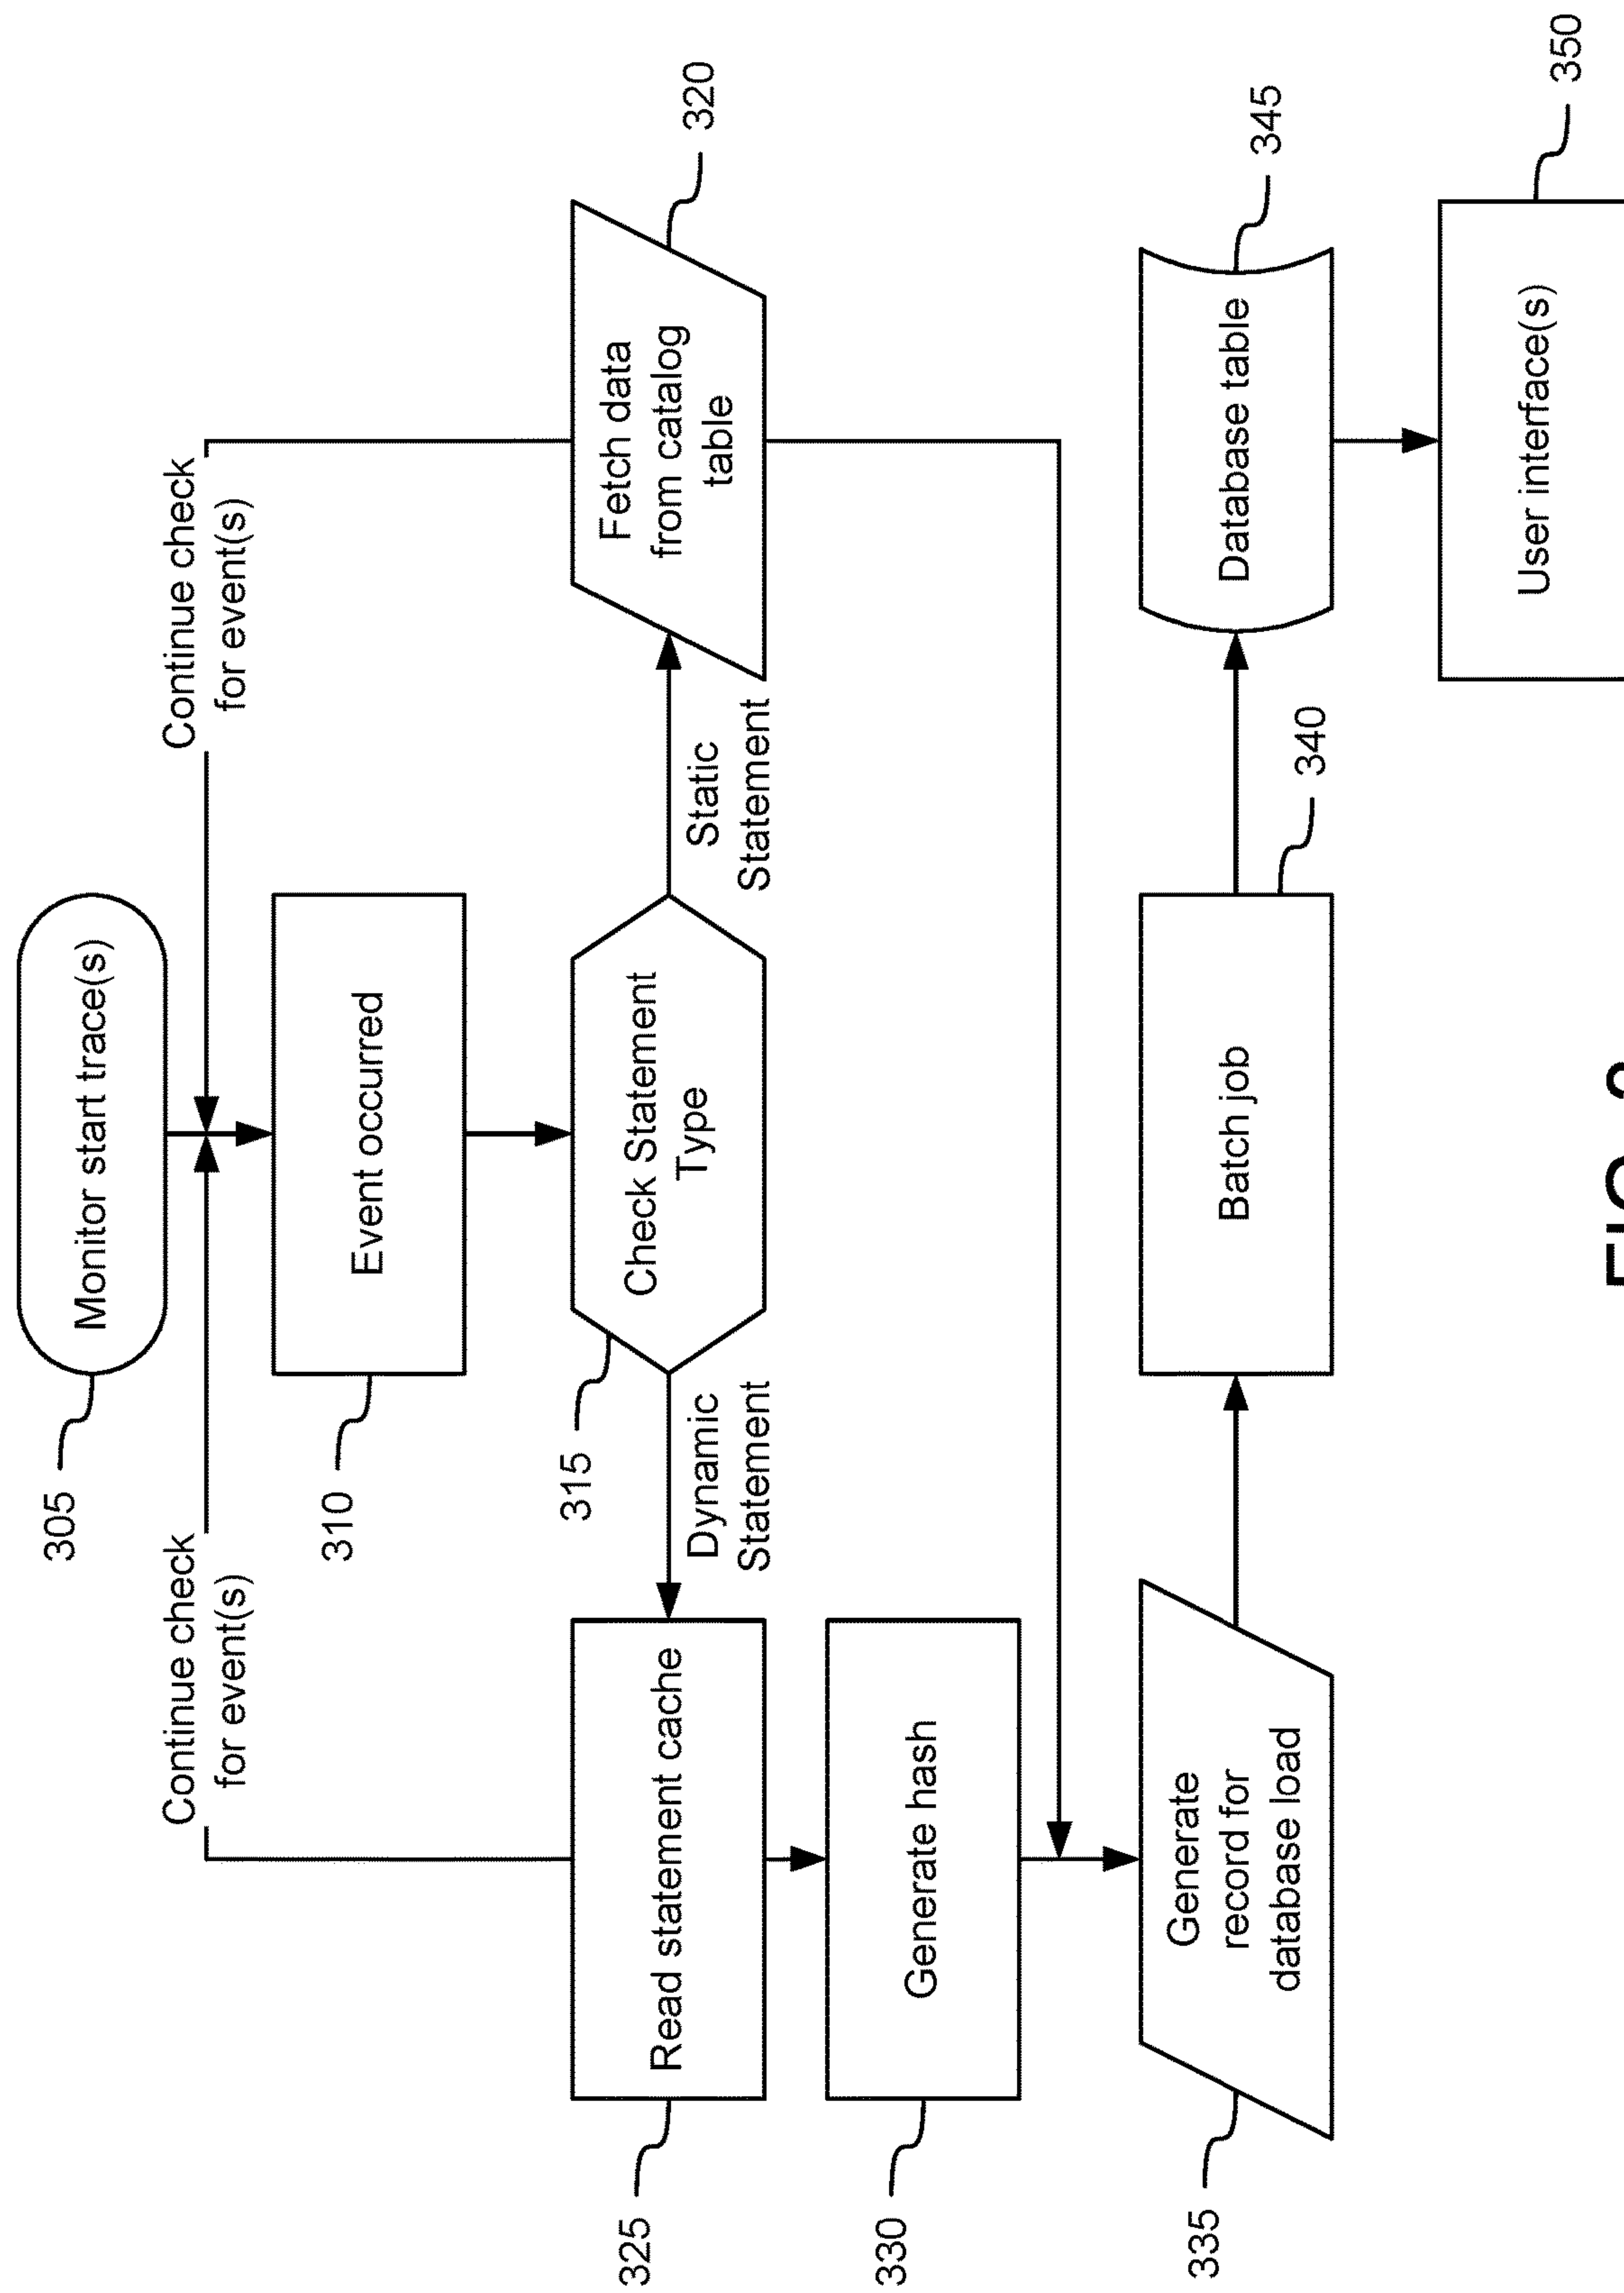 305
Monitor start trace(s)
Continue check
for event(s)
Continue check
for event(s)
310
Event occurred
315
Check Statement
Type
Dynamic
Statement
Static
Statement
320
Fetch data
from catalog
table
325
Read statement cache
330
Generate hash
335
Generate
record for
database load
Batch job
340
Database table
345
User interface(s)
350